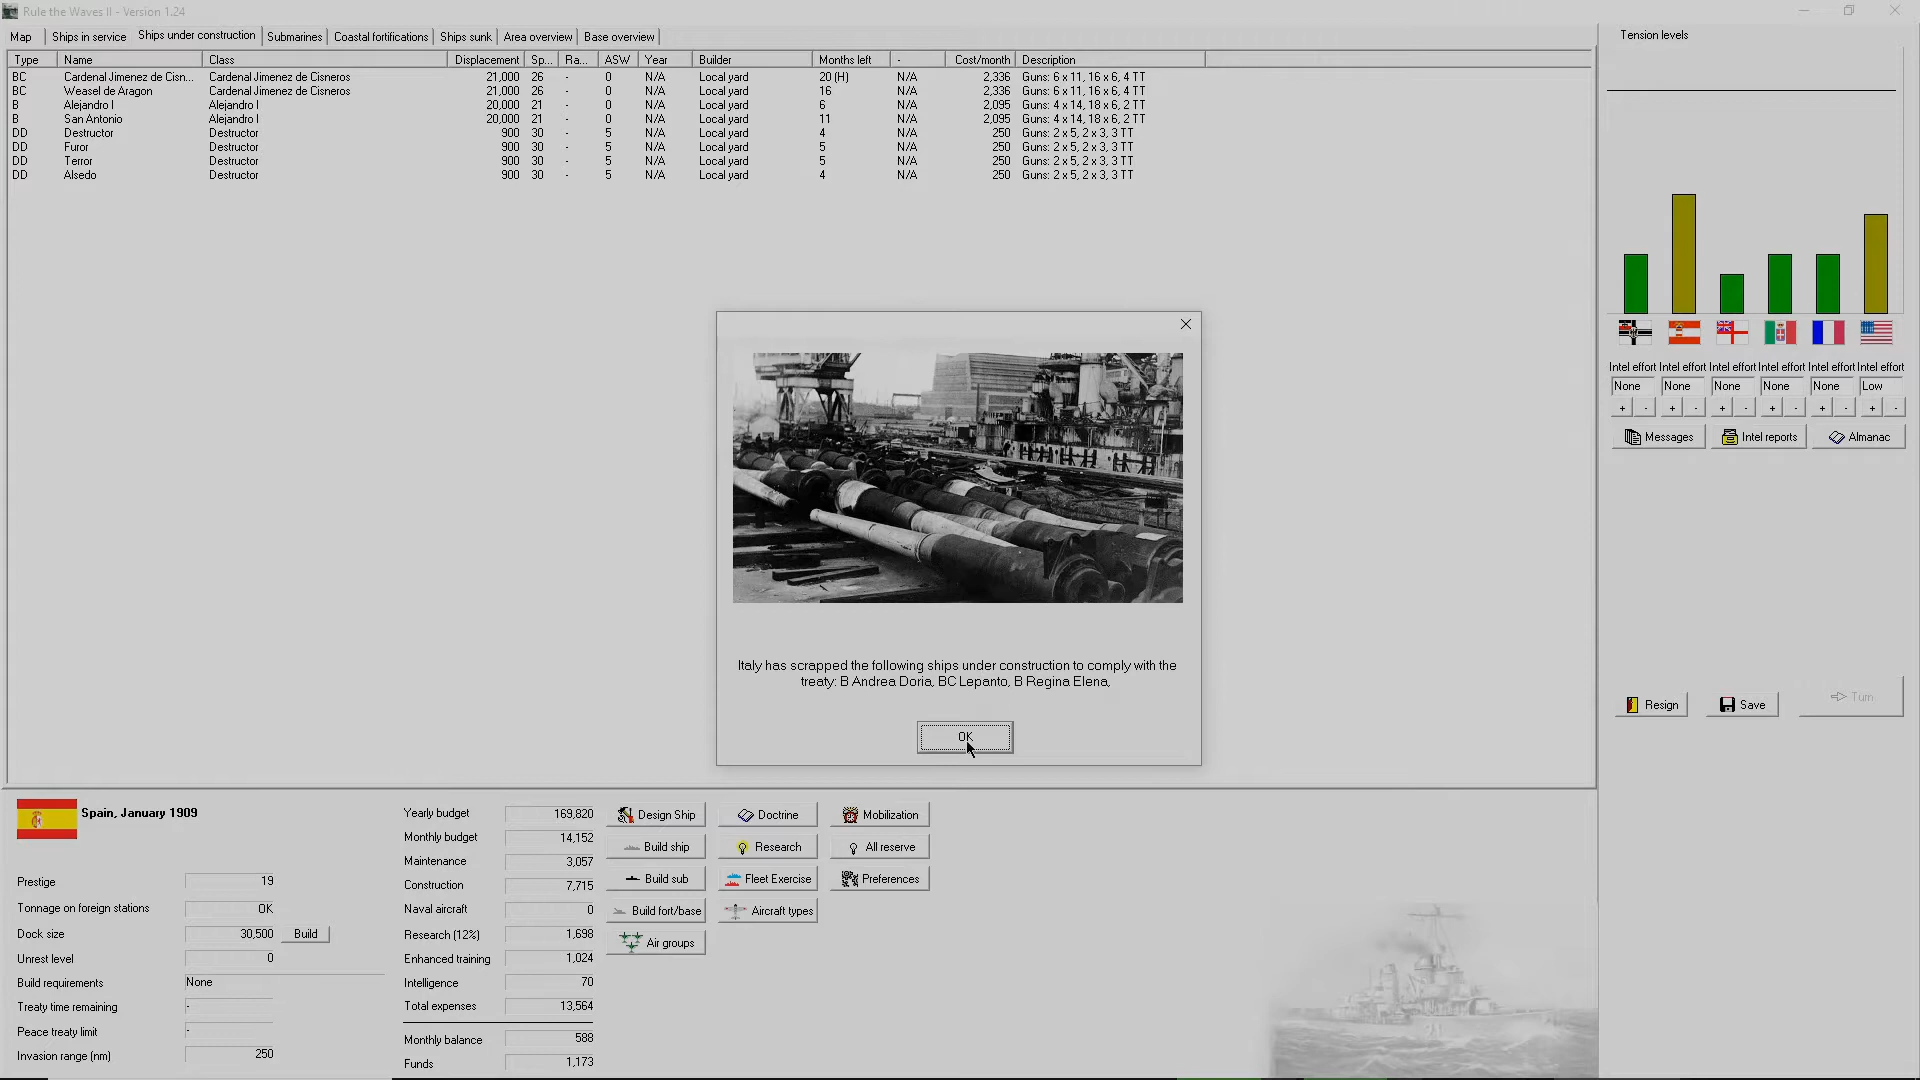 Rule the Waves II - Version 1.24
Map Ships in service Ships under construction Submarines Coastal fortifications Ships sunk Area overview Base overview
Type Name Class Displacement Sp... Ra... ASW Year Builder Months left - Cost/month Description
BC Cardenal Jimenez de Cisn... Cardenal Jimenez de Cisneros 21,000 26 - 0 N/A Local yard 20 (H) N/A 2,336 Guns: 6 x 11, 16 x 6, 4 TT
BC Weasel de Aragon Cardenal Jimenez de Cisneros 21,000 26 - 0 N/A Local yard 16 N/A 2,336 Guns: 6 x 11, 16 x 6, 4 TT
B Alejandro I Alejandro I 20,000 21 - 0 N/A Local yard 6 N/A 2,095 Guns: 4 x 14, 18 x 6, 2 TT
B San Antonio Alejandro I 20,000 21 - 0 N/A Local yard 11 N/A 2,095 Guns: 4 x 14, 18 x 6, 2 TT
DD Destructor Destructor 900 30 - 5 N/A Local yard 4 N/A 250 Guns: 2 x 5, 2 x 3, 3 TT
DD Furor Destructor 900 30 - 5 N/A Local yard 5 N/A 250 Guns: 2 x 5, 2 x 3, 3 TT
DD Terror Destructor 900 30 - 5 N/A Local yard 5 N/A 250 Guns: 2 x 5, 2 x 3, 3 TT
DD Alsedo Destructor 900 30 - 5 N/A Local yard 4 N/A 250 Guns: 2 x 5, 2 x 3, 3 TT
Italy has scrapped the following ships under construction to comply with the
treaty: B Andrea Doria, BC Lepanto, B Regina Elena,
OK
Tension levels
Intel effort Intel effort Intel effort Intel effort Intel effort Intel effort
None None None None None Low
+ - + - + - + - + - + -
Messages Intel reports Almanac
Resign Save Turn
Spain, January 1909
Prestige 19
Tonnage on foreign stations OK
Dock size 30,500 Build
Unrest level 0
Build requirements None
Treaty time remaining -
Peace treaty limit -
Invasion range (nm) 250
Yearly budget 169,820
Monthly budget 14,152
Maintenance 3,057
Construction 7,715
Naval aircraft 0
Research (12%) 1,698
Enhanced training 1,024
Intelligence 70
Total expenses 13,564
Monthly balance 588
Funds 1,173
Design Ship Doctrine Mobilization
Build ship Research All reserve
Build sub Fleet Exercise Preferences
Build fort/base Aircraft types
Air groups